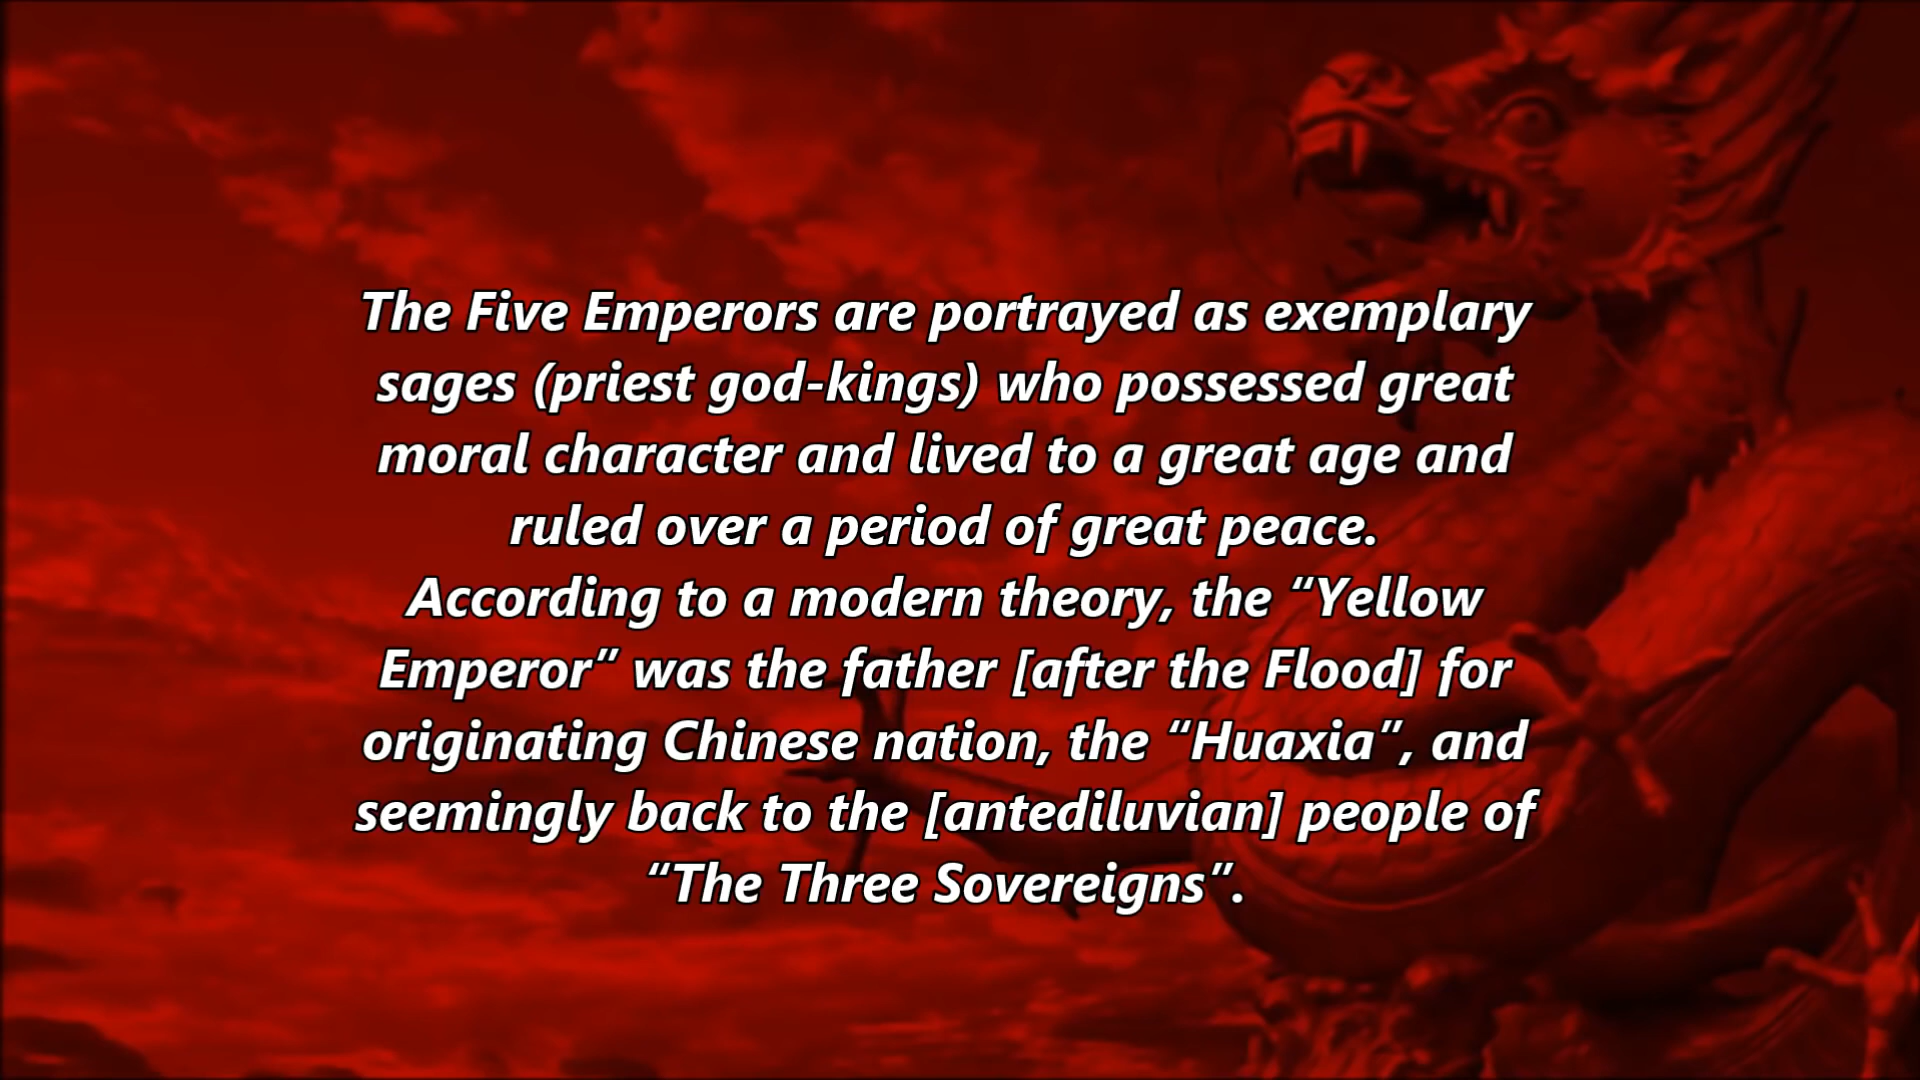 The Five Emperors are portrayed as exemplary
sages (priest god-kings) who possessed great
moral character and lived to a great age and
ruled over a period of great peace.
According to a modern theory, the “Yellow
Emperor” was the father [after the Flood] for
originating Chinese nation, the “Huaxia”, and
seemingly back to the [antediluvian] people of
“The Three Sovereigns”.